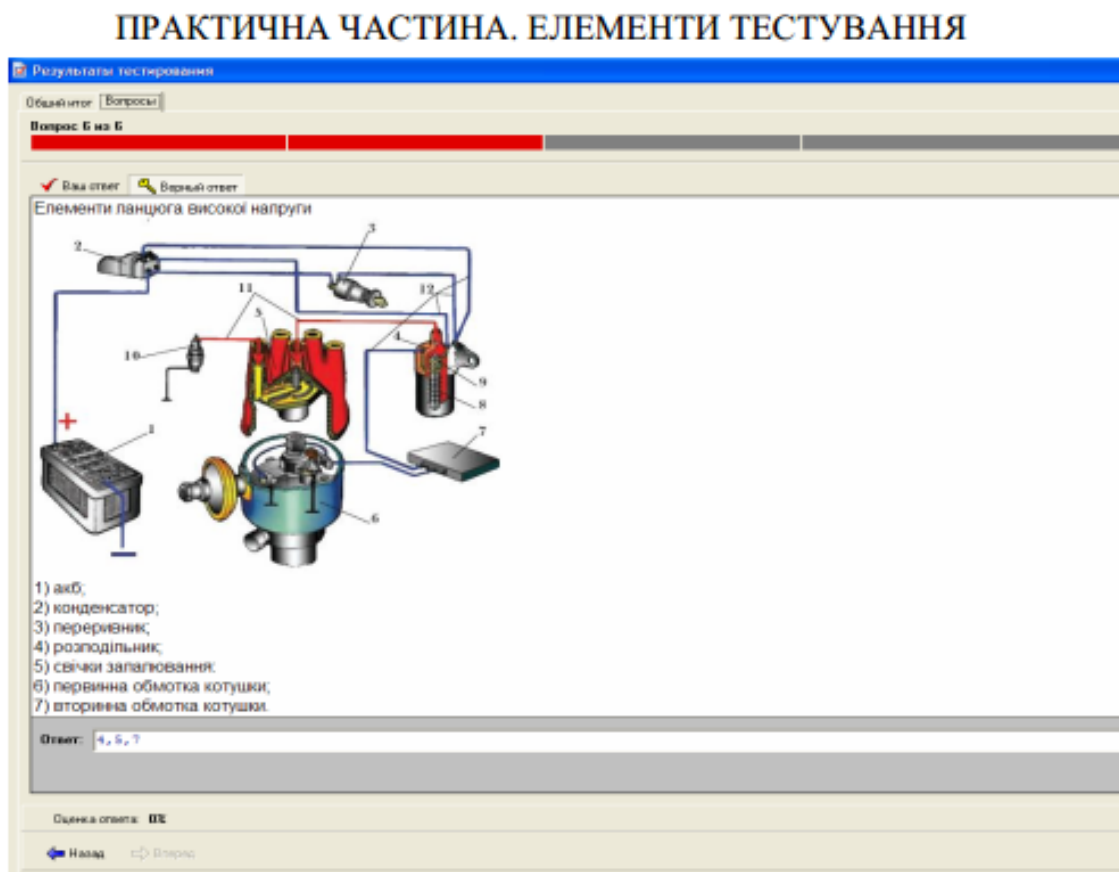 ПРАКТИЧНА ЧАСТИНА. ЕЛЕМЕНТИ ТЕСТУВАННЯ
Результаты тестирования
Общий итог Вопросы
Вопрос 6 из 6
Ваш ответ Верный ответ
Елементи ланцюга високої напруги
2
3
11
12
5
4
10
9
8
+
1
7
6
1) акб;
2) конденсатор;
3) переривник;
4) розподільник;
5) свічки запалювання:
6) первинна обмотка котушки;
7) вторинна обмотка котушки.
Ответ: 4,5,7
Оценка ответа: 0%
Назад Вперед